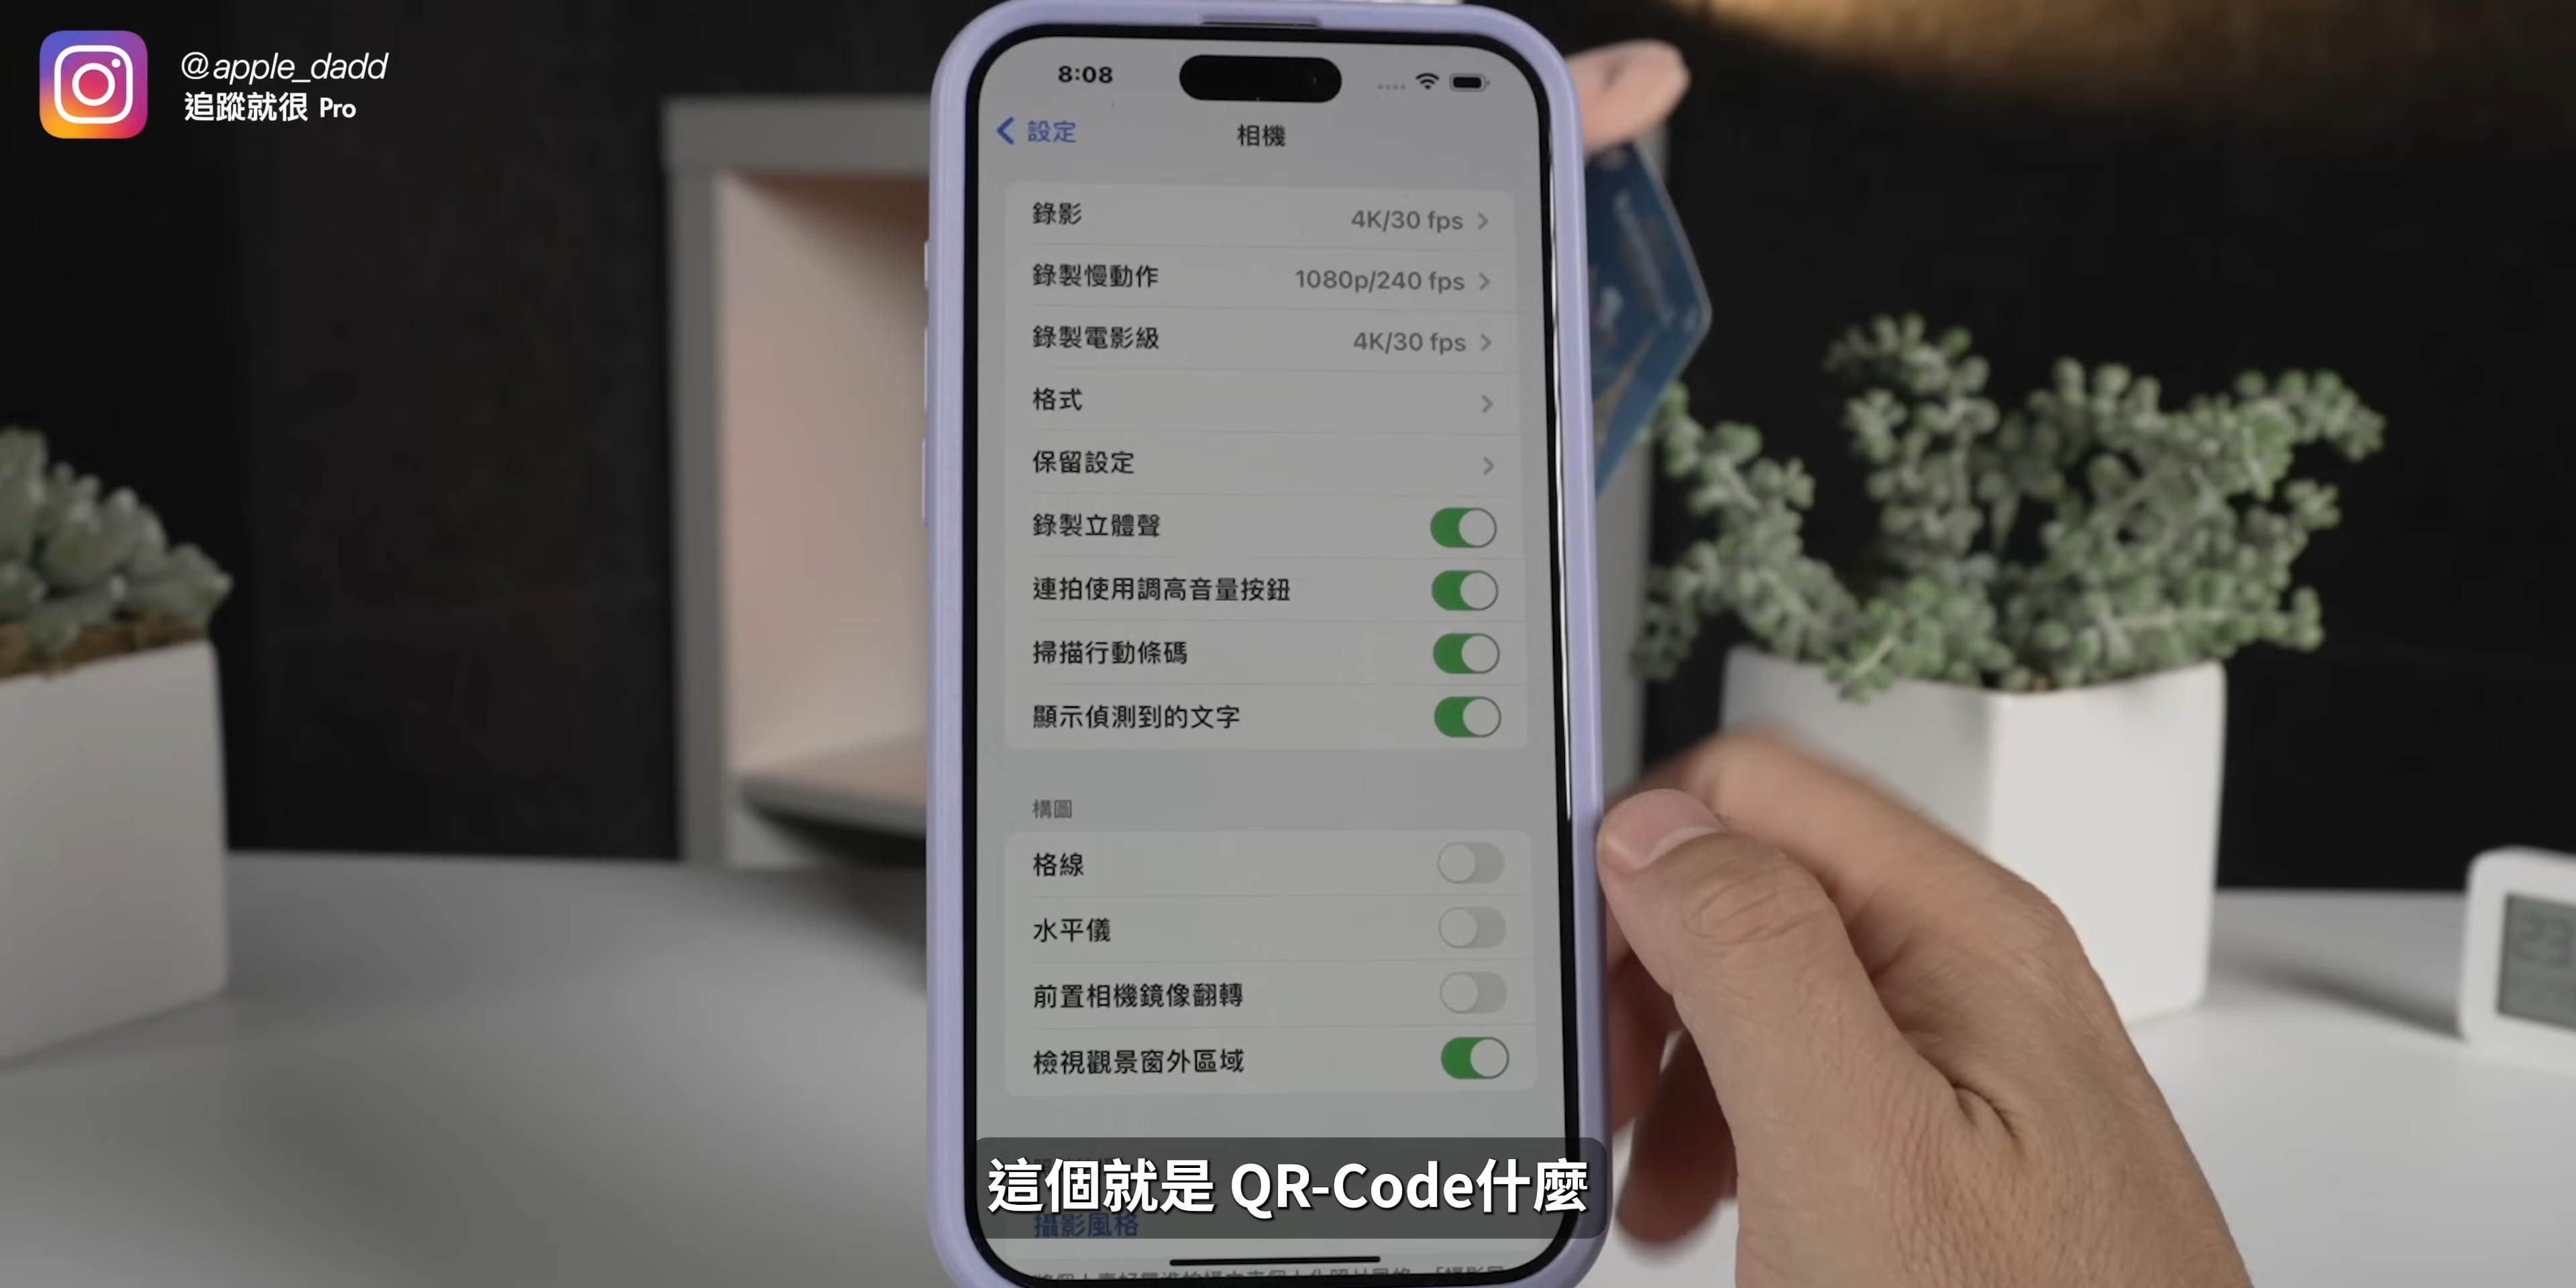 @apple_dadd
追蹤就很 Pro
8:08
設定
相機
錄影 4K/30 fps
錄製慢動作 1080p/240 fps
錄製電影級 4K/30 fps
格式
保留設定
錄製立體聲
連拍使用調高音量按鈕
掃描行動條碼
顯示偵測到的文字
構圖
格線
水平儀
前置相機鏡像翻轉
檢視觀景窗外區域
這個就是 QR-Code什麼
攝影風格
23